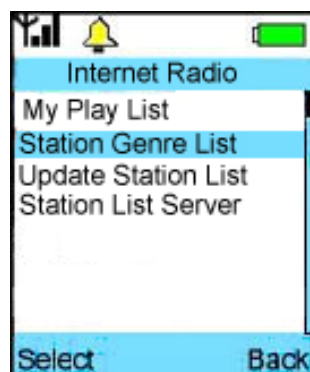 Internet Radio
My Play List
Station Genre List
Update Station List
Station List Server
Select Back